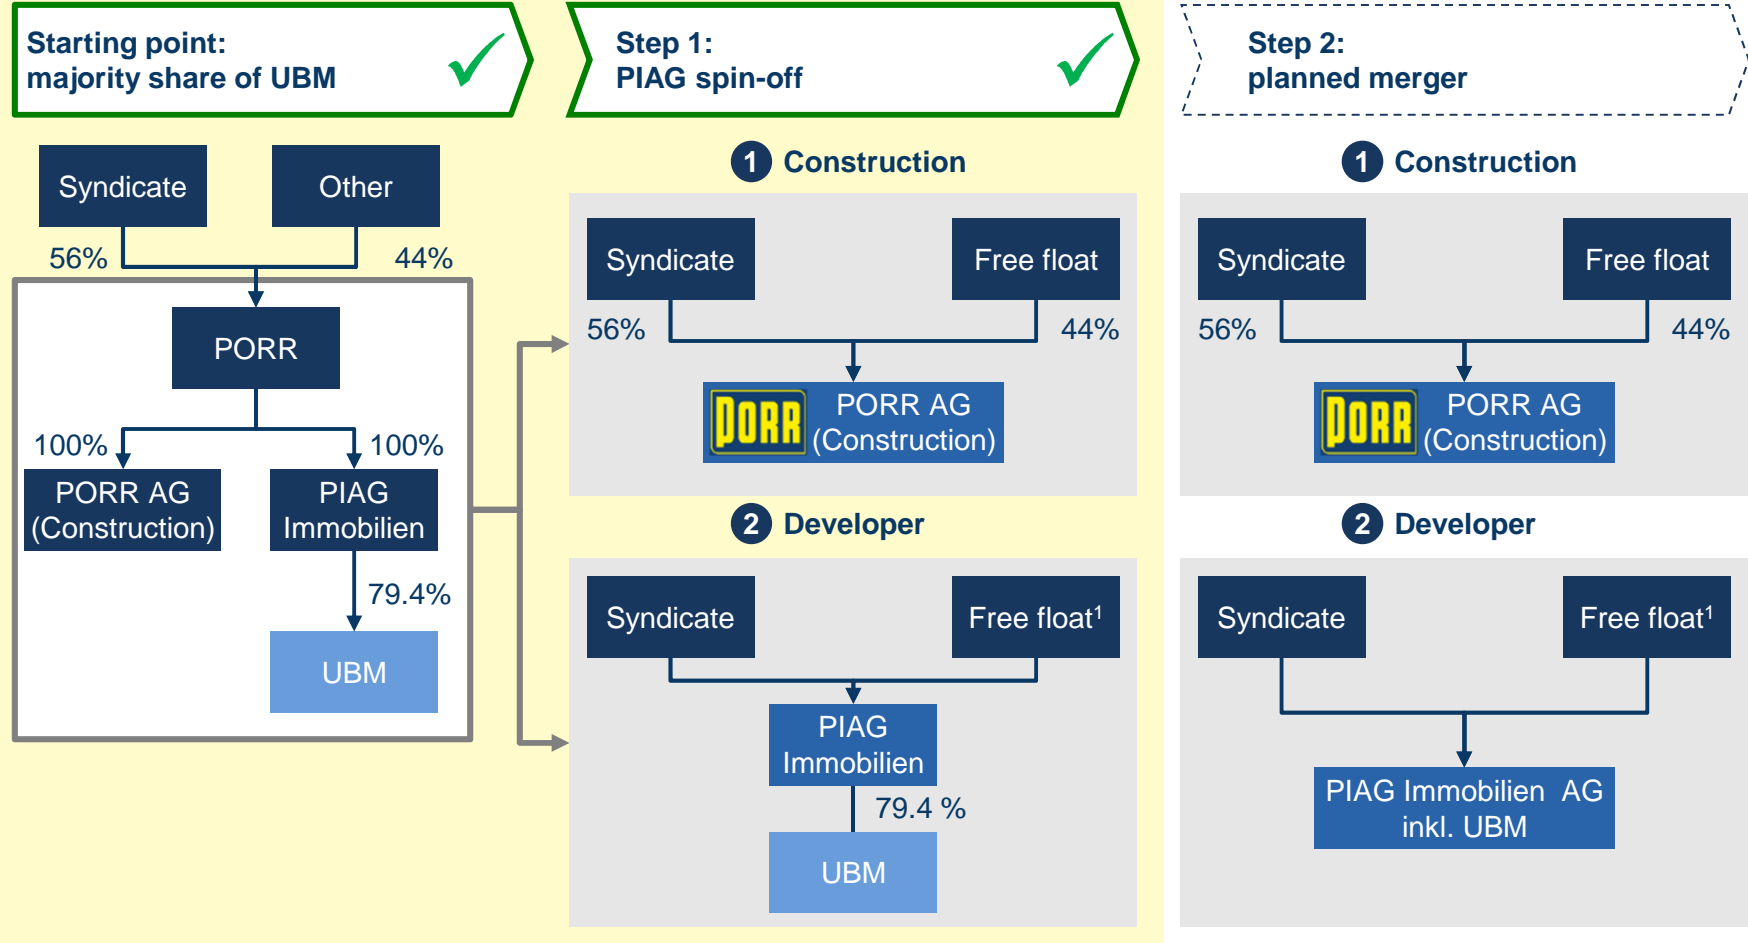 Starting point:
majority share of UBM
Syndicate
Other
56%
44%
PORR
100%
100%
PORR AG
(Construction)
PIAG
Immobilien
79.4%
UBM
Step 1:
PIAG spin-off
1 Construction
Syndicate
Free float
56%
44%
PORR
PORR AG
(Construction)
2 Developer
Syndicate
Free float¹
PIAG
Immobilien
79.4 %
UBM
Step 2:
planned merger
1 Construction
Syndicate
Free float
56%
44%
PORR
PORR AG
(Construction)
2 Developer
Syndicate
Free float¹
PIAG Immobilien AG
inkl. UBM